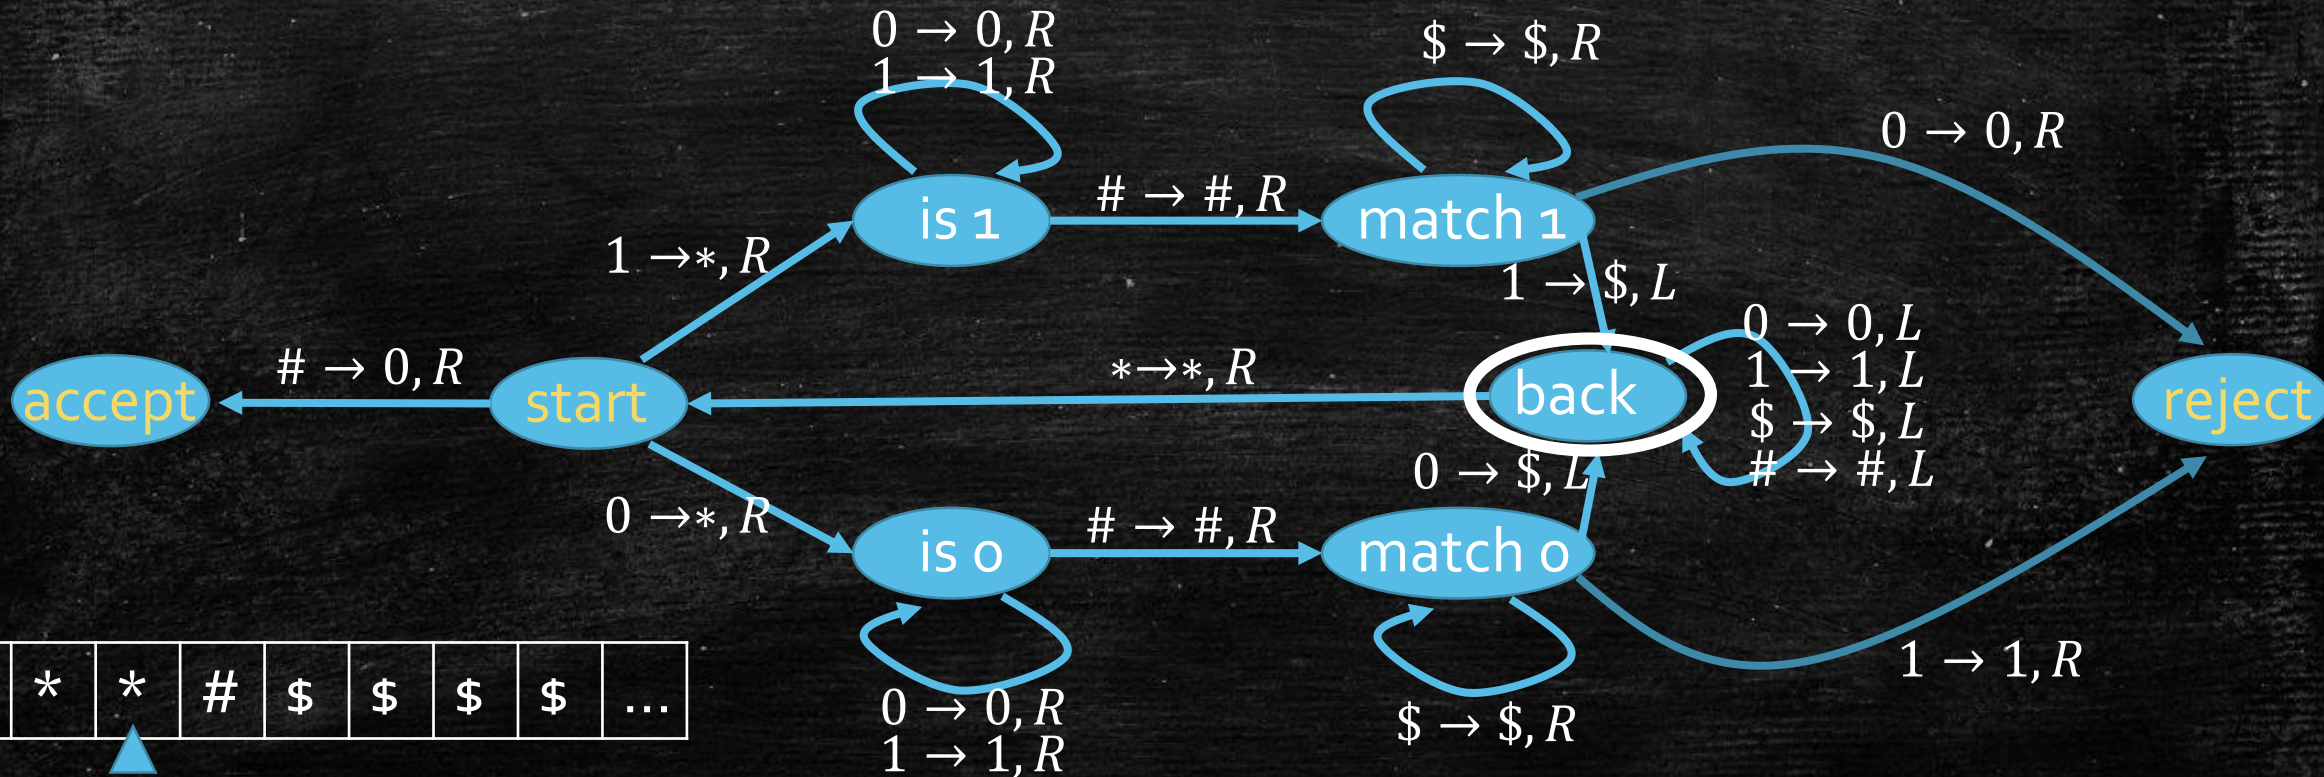 0 → 0, R
1 → 1, R
$ → $, R
0 → 0, R
is 1
# → #, R
match 1
1 →*, R
1 → $, L
0 → 0, L
1 → 1, L
$ → $, L
# → #, L
accept
# → 0, R
start
*→*, R
back
reject
0 → $, L
0 →*, R
is 0
# → #, R
match 0
1 → 1, R
0 → 0, R
1 → 1, R
$ → $, R
* * # $ $ $ $ ...